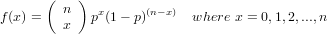 f(x) = ( n x ) p^x (1 − p)^(n−x) where x = 0, 1, 2, ..., n